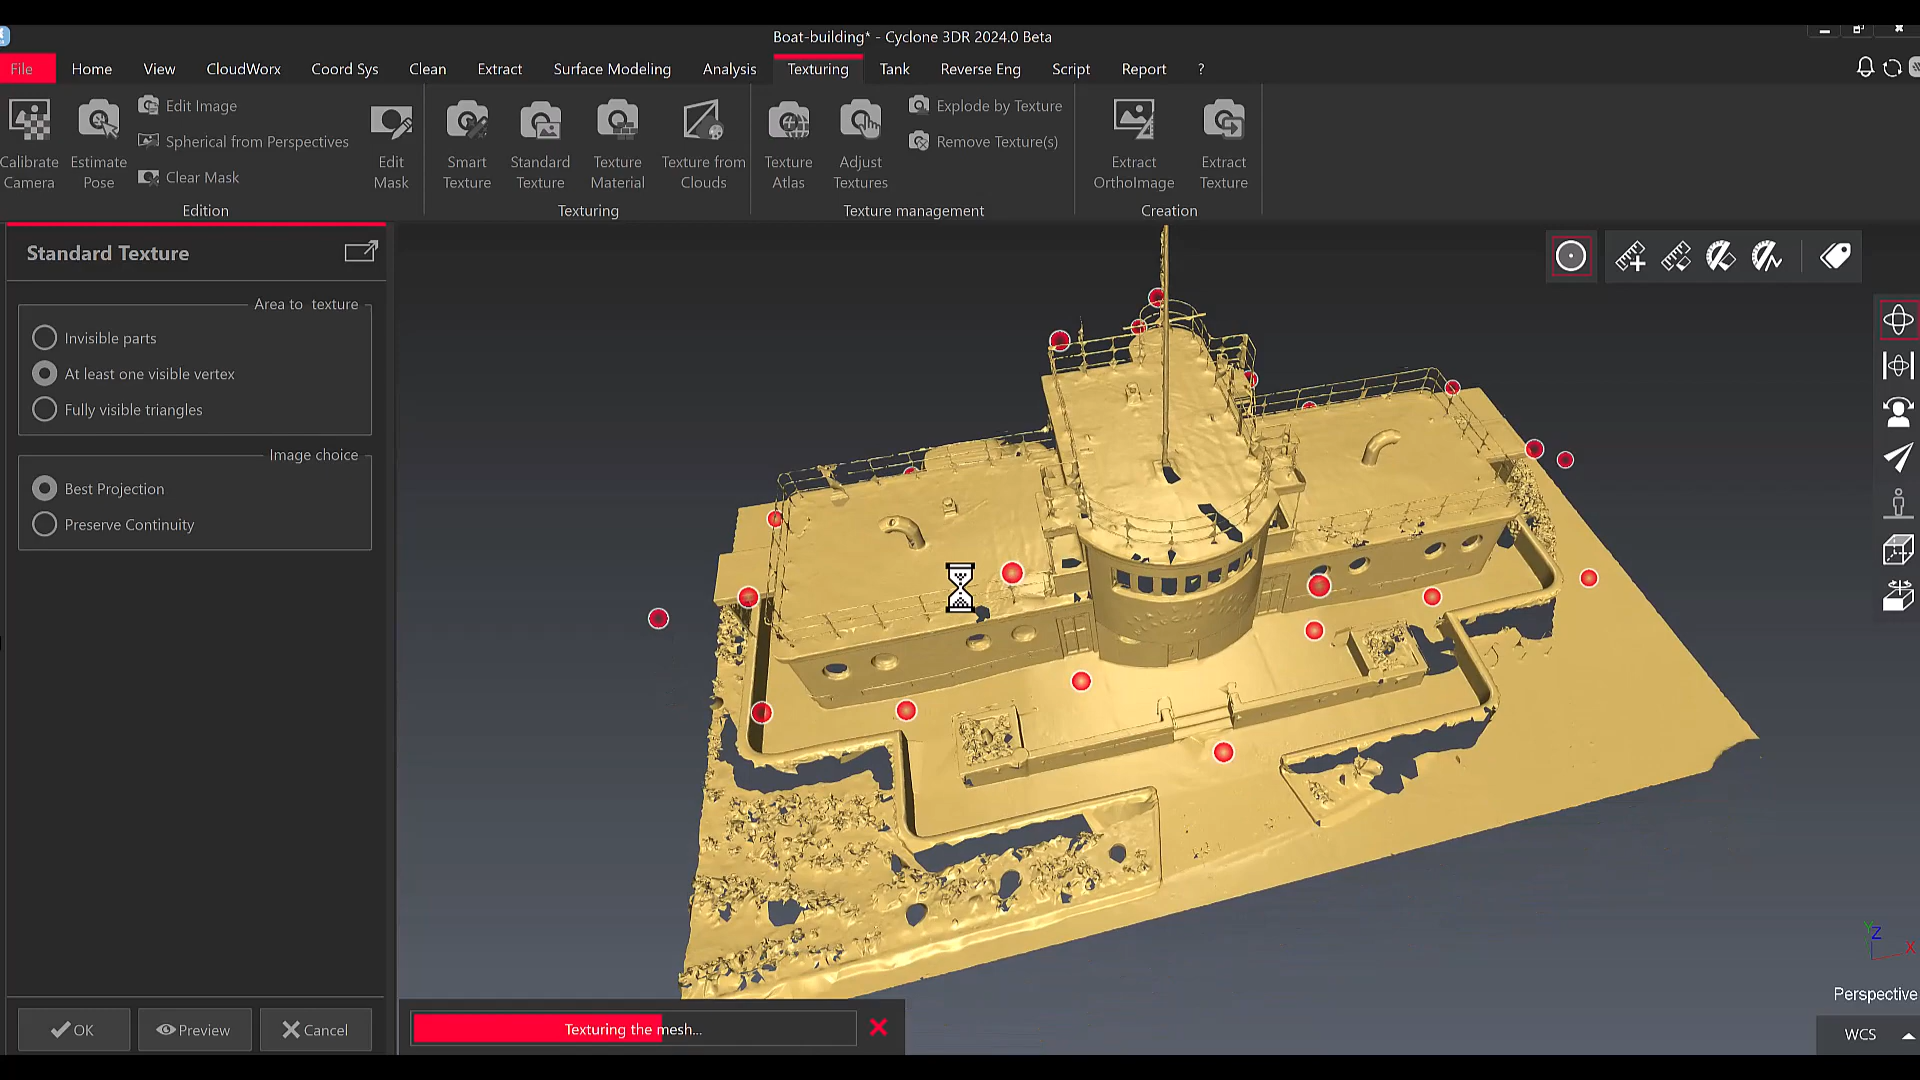 Boat-building* - Cyclone 3DR 2024.0 Beta
File Home View CloudWorx Coord Sys Clean Extract Surface Modeling Analysis Texturing Tank Reverse Eng Script Report ?
Calibrate Camera
Estimate Pose
Edit Image
Spherical from Perspectives
Clear Mask
Edit Mask
Smart Texture
Standard Texture
Texture Material
Texture from Clouds
Texture Atlas
Adjust Textures
Explode by Texture
Remove Texture(s)
Extract OrthoImage
Extract Texture
Edition
Texturing
Texture management
Creation
Standard Texture
Area to texture
Invisible parts
At least one visible vertex
Fully visible triangles
Image choice
Best Projection
Preserve Continuity
OK Preview Cancel
Texturing the mesh...
Y
Z
X
Perspective
WCS